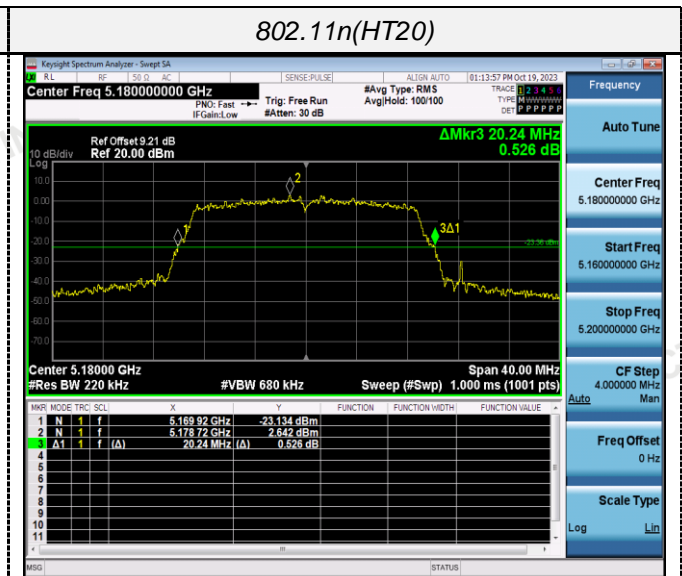 802.11n(HT20)
Keysight Spectrum Analyzer - Swept SA
RL RF 50 Ω AC SENSE:PULSE ALIGN AUTO 01:13:57 PM Oct 19, 2023
Center Freq 5.180000000 GHz #Avg Type: RMS TRACE 1 2 3 4 5 6
PNO: Fast Trig: Free Run Avg|Hold: 100/100 TYPE M W W W W W
IFGain:Low #Atten: 30 dB DET P P P P P P
Ref Offset 9.21 dB ΔMkr3 20.24 MHz
10 dB/div Ref 20.00 dBm 0.526 dB
Log
10.0
0.00
-10.0
-20.0
-30.0
-40.0
-50.0
-60.0
-70.0
1
2
3Δ1
-23.36 dBm
Center 5.18000 GHz Span 40.00 MHz
#Res BW 220 kHz #VBW 680 kHz Sweep (#Swp) 1.000 ms (1001 pts)
MKR MODE TRC SCL X Y FUNCTION FUNCTION WIDTH FUNCTION VALUE
1 N 1 f 5.169 92 GHz -23.134 dBm
2 N 1 f 5.178 72 GHz 2.642 dBm
3 Δ1 1 f (Δ) 20.24 MHz (Δ) 0.526 dB
4
5
6
7
8
9
10
11
MSG STATUS
Frequency
Auto Tune
Center Freq
5.180000000 GHz
Start Freq
5.160000000 GHz
Stop Freq
5.200000000 GHz
CF Step
4.000000 MHz
Auto Man
Freq Offset
0 Hz
Scale Type
Log Lin